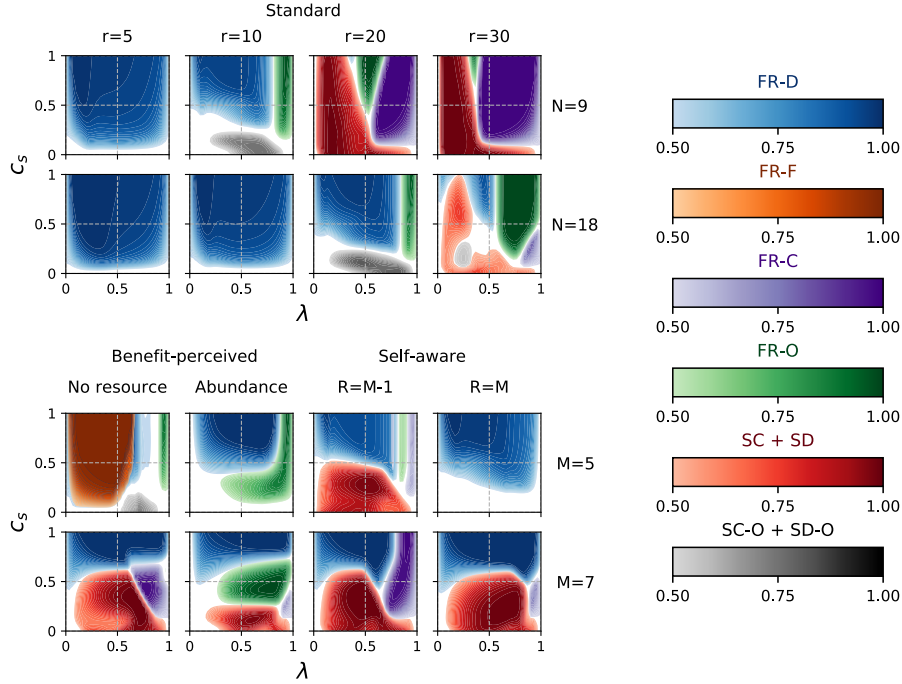 Standard
r=5 r=10 r=20 r=30
1
0.5
0
N=9
1
0.5
0
N=18
0 0.5 1 0 0.5 1 0 0.5 1 0 0.5 1
c_s
λ
Benefit-perceived Self-aware
No resource Abundance R=M-1 R=M
1
0.5
0
M=5
1
0.5
0
M=7
0 0.5 1 0 0.5 1 0 0.5 1 0 0.5 1
c_s
λ
FR-D
0.50 0.75 1.00
FR-F
0.50 0.75 1.00
FR-C
0.50 0.75 1.00
FR-O
0.50 0.75 1.00
SC + SD
0.50 0.75 1.00
SC-O + SD-O
0.50 0.75 1.00